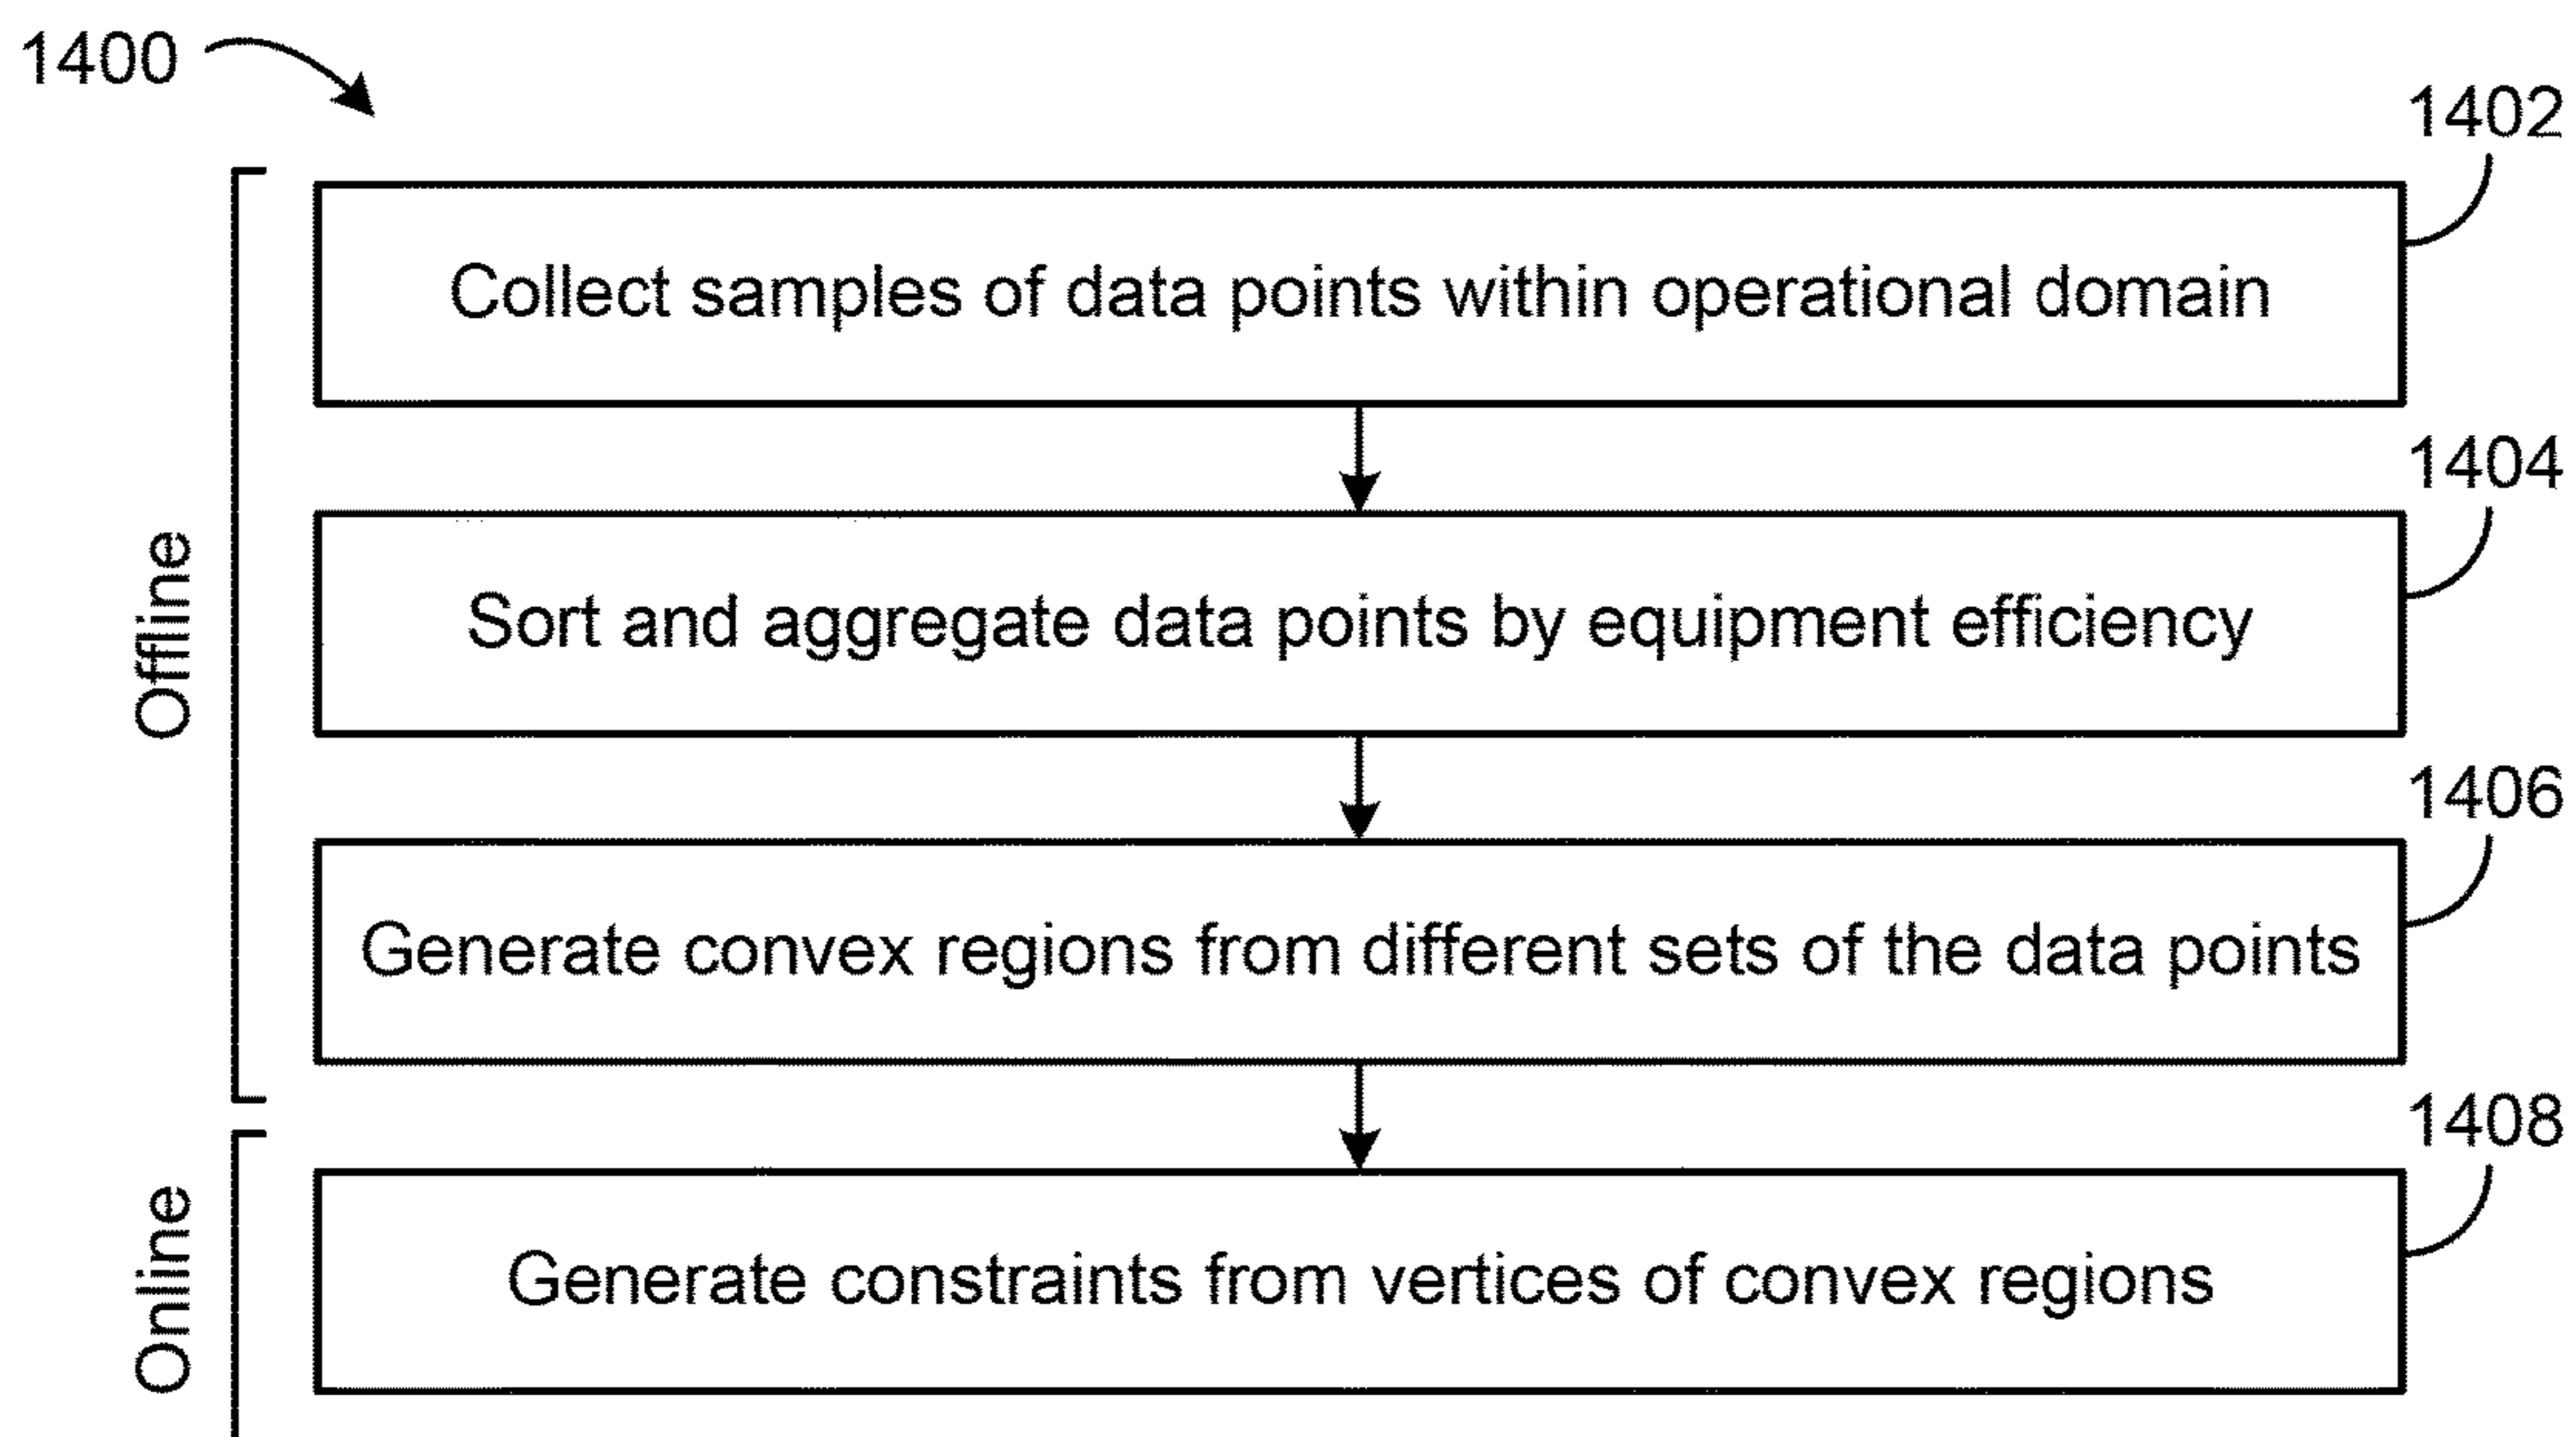 1400
1402
Collect samples of data points within operational domain
1404
Sort and aggregate data points by equipment efficiency
Offline
1406
Generate convex regions from different sets of the data points
1408
Generate constraints from vertices of convex regions
Online